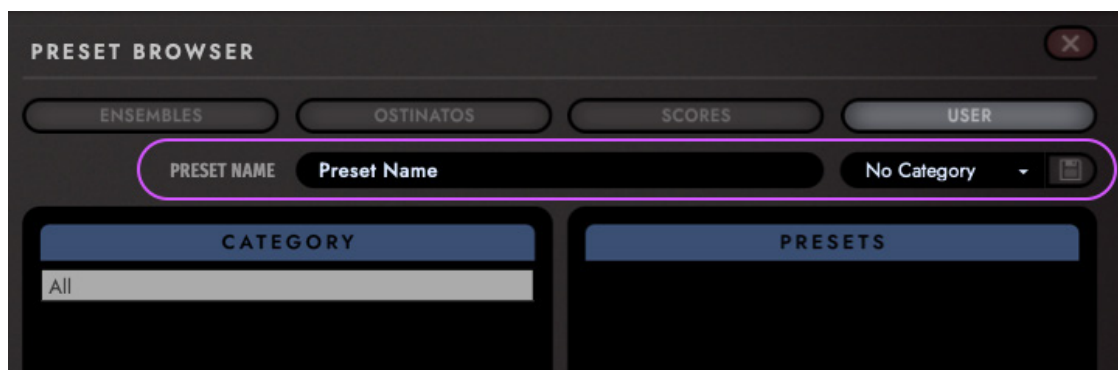 PRESET BROWSER
ENSEMBLES OSTINATOS SCORES USER
PRESET NAME Preset Name No Category
CATEGORY PRESETS
All